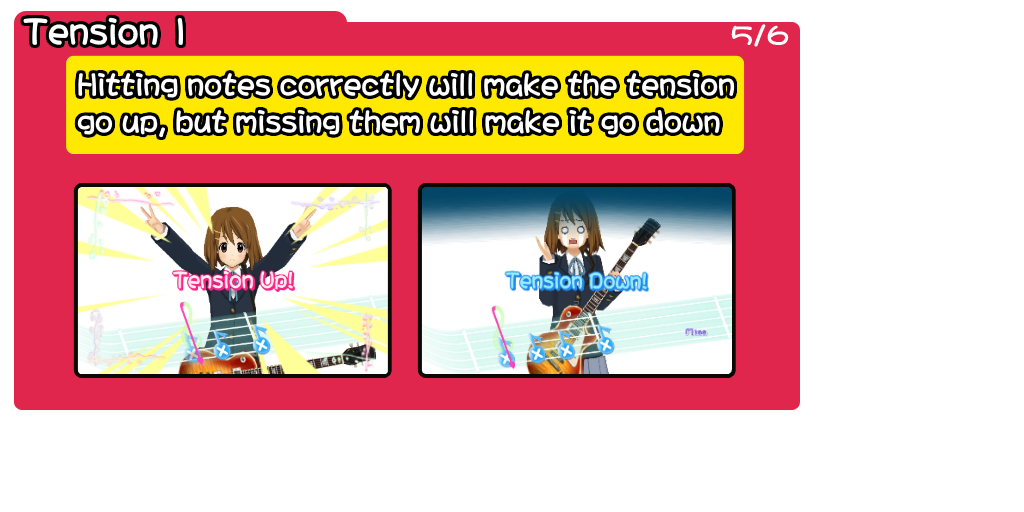 Tension 1
5/6
Hitting notes correctly will make the tension
go up, but missing them will make it go down
Tension Up!
Tension Down!